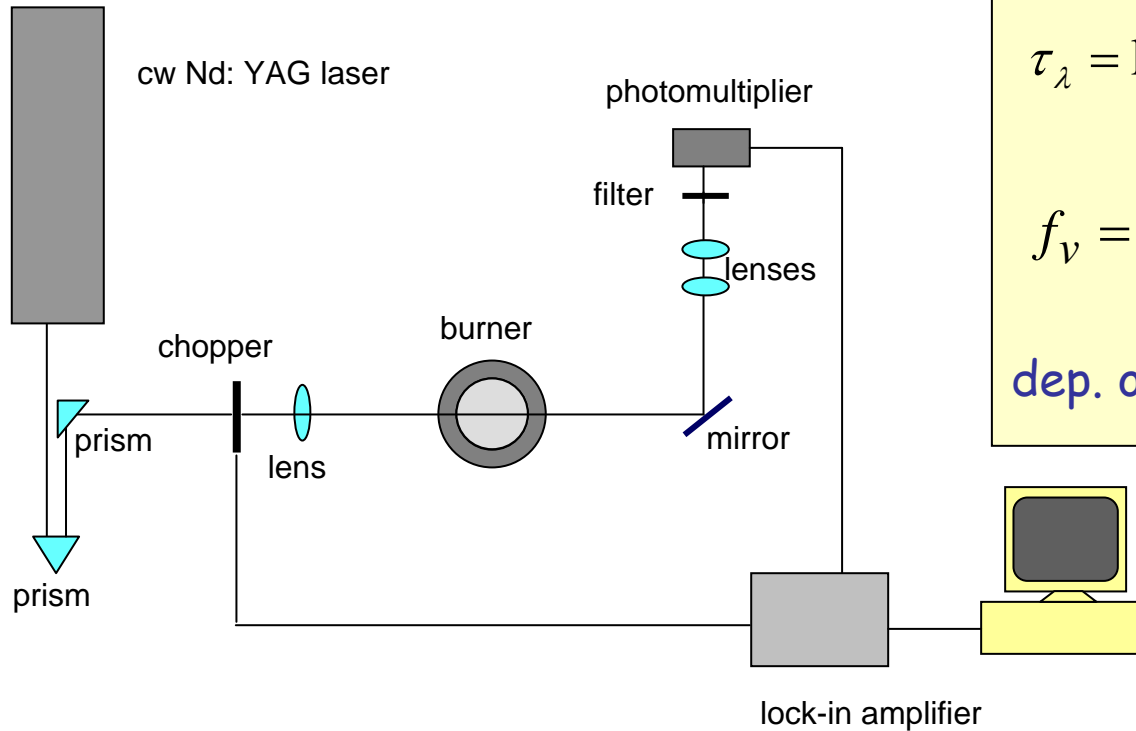 cw Nd: YAG laser
photomultiplier
filter
lenses
chopper
burner
prism
lens
mirror
prism
lock-in amplifier
τ_λ =
f_v =
dep.